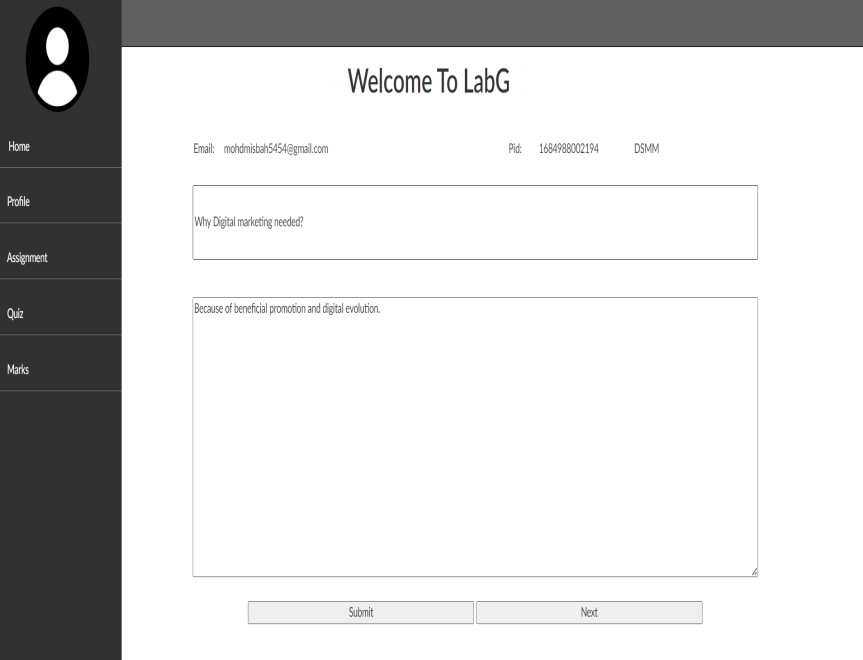 Welcome To LabG
Home
Profile
Assignment
Quiz
Marks
Email: mohdmisbah5454@gmail.com Pid: 1684988002194 DSMM
Why Digital marketing needed?
Because of beneficial promotion and digital evolution.
Submit Next